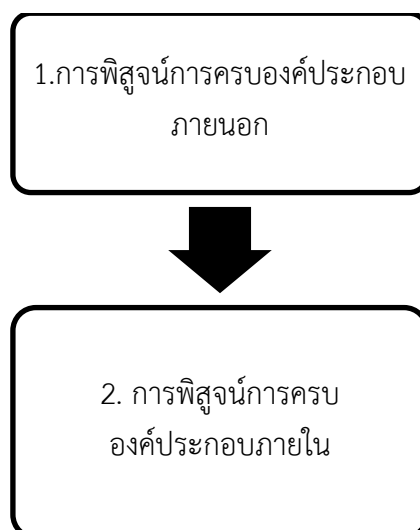 1.การพิสูจน์การครบองค์ประกอบ
ภายนอก
2. การพิสูจน์การครบ
องค์ประกอบภายใน